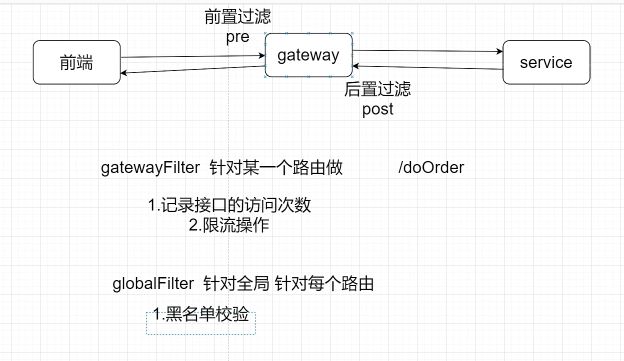 前置过滤
pre
前端
gateway
service
后置过滤
post
gatewayFilter 针对某一个路由做 /doOrder
1.记录接口的访问次数
2.限流操作
globalFilter 针对全局 针对每个路由
1.黑名单校验